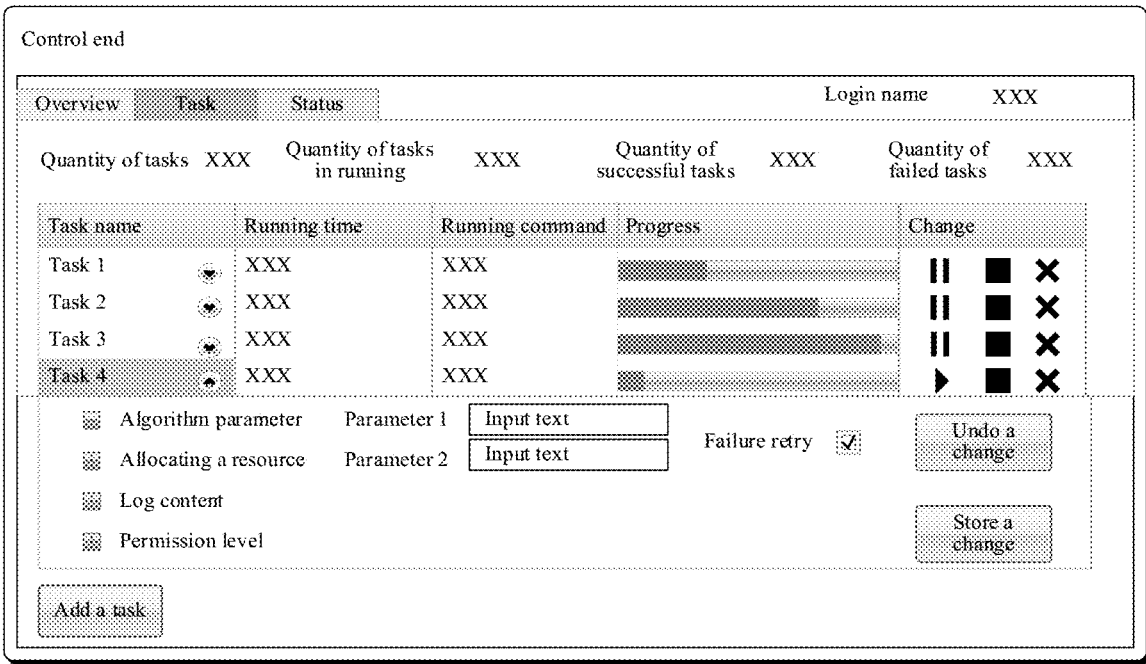 Control end
Overview Task Status Login name XXX
Quantity of tasks XXX Quantity of tasks in running XXX Quantity of successful tasks XXX Quantity of failed tasks XXX
Task name Running time Running command Progress Change
Task 1 XXX XXX
Task 2 XXX XXX
Task 3 XXX XXX
Task 4 XXX XXX
Algorithm parameter Parameter 1 Input text
Allocating a resource Parameter 2 Input text
Failure retry
Undo a
change
Log content
Permission level
Store a
change
Add a task